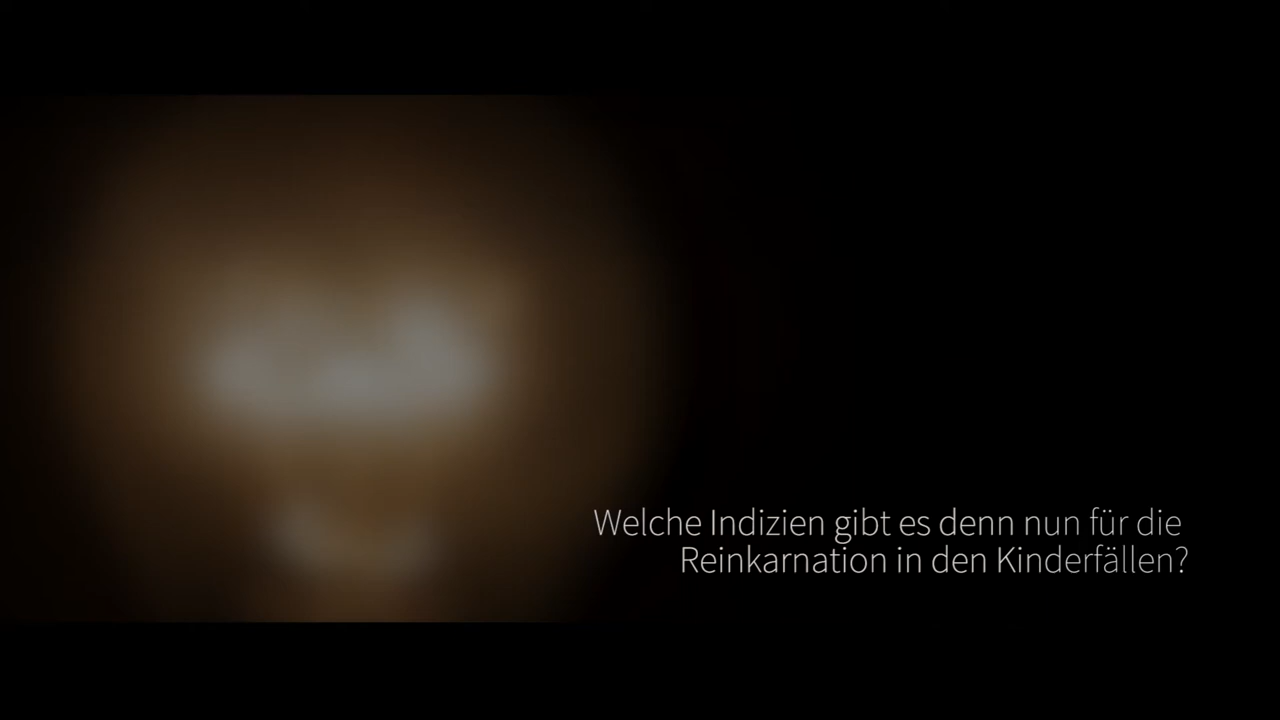 Welche Indizien gibt es denn nun für die
Reinkarnation in den Kinderfällen?